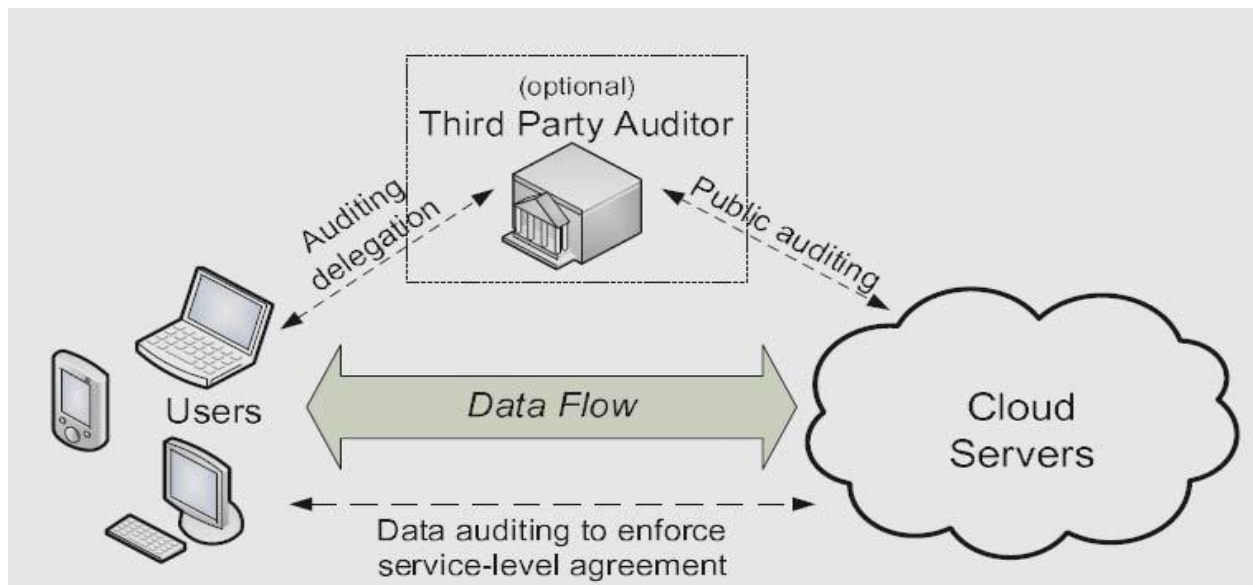 (optional)
Third Party Auditor
Auditing
delegation
Public auditing
Users
Data Flow
Cloud
Servers
Data auditing to enforce
service-level agreement